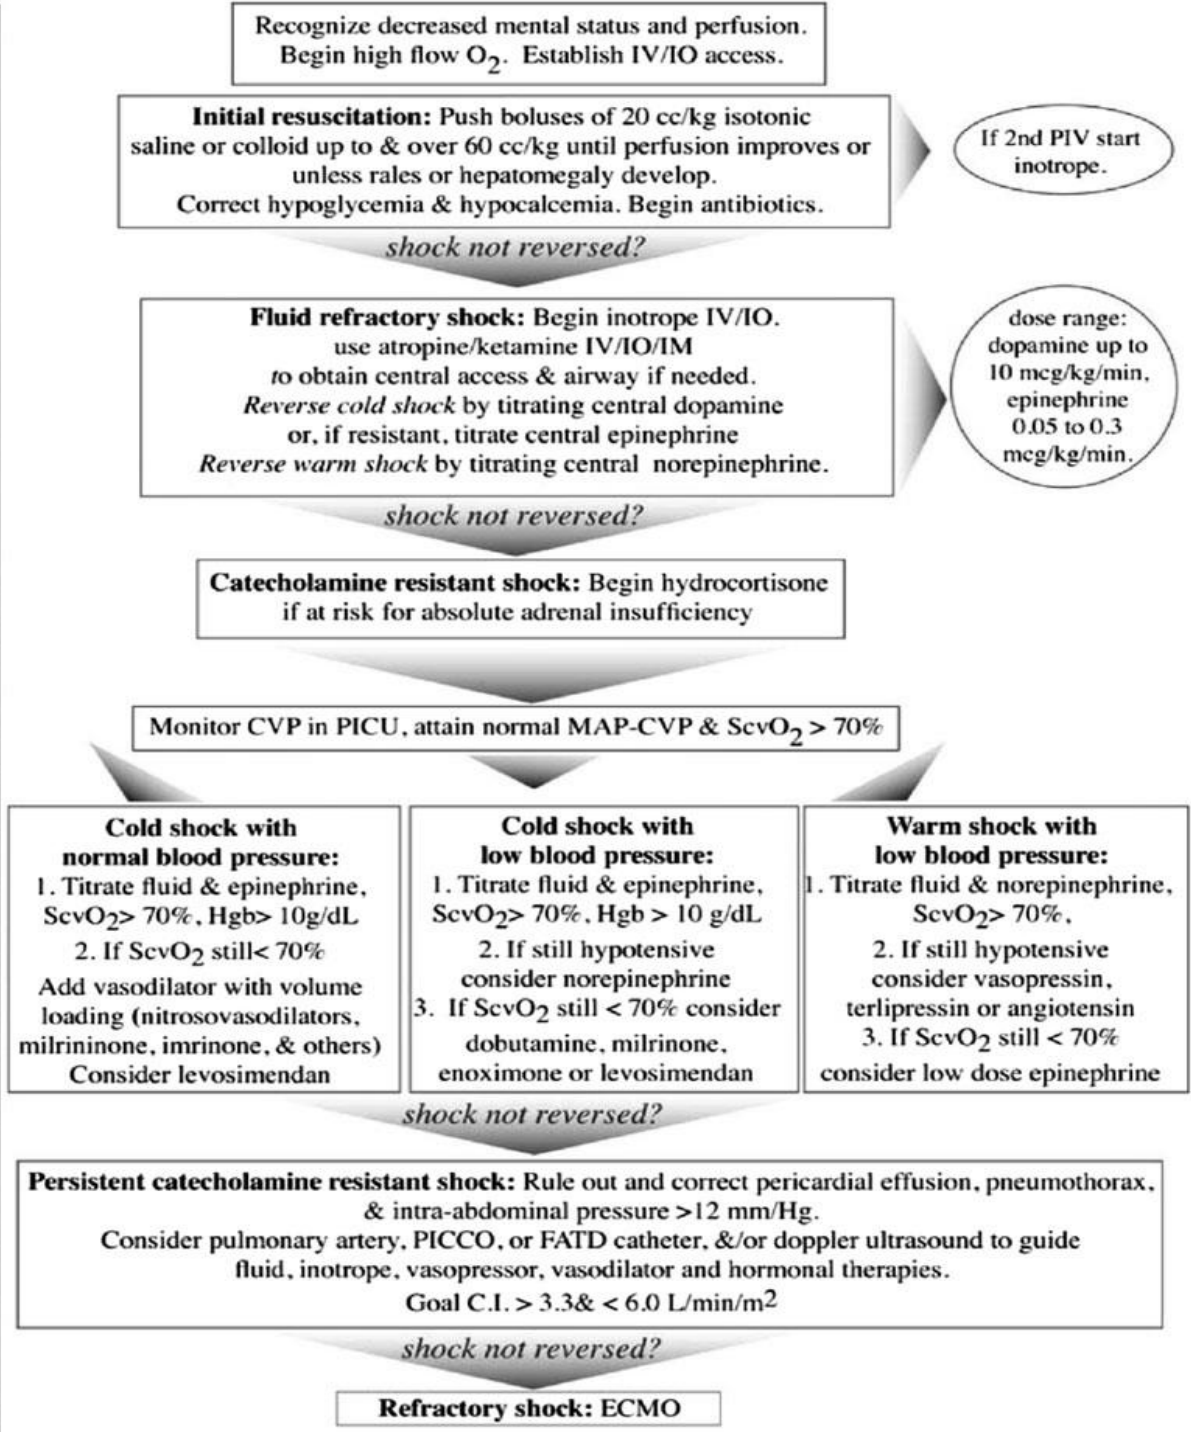 Recognize decreased mental status and perfusion.
Begin high flow O2. Establish IV/IO access.
Initial resuscitation: Push boluses of 20 cc/kg isotonic
saline or colloid up to & over 60 cc/kg until perfusion improves or
unless rales or hepatomegaly develop.
Correct hypoglycemia & hypocalcemia. Begin antibiotics.
If 2nd PIV start
inotrope.
shock not reversed?
Fluid refractory shock: Begin inotrope IV/IO.
use atropine/ketamine IV/IO/IM
to obtain central access & airway if needed.
Reverse cold shock by titrating central dopamine
or, if resistant, titrate central epinephrine
Reverse warm shock by titrating central norepinephrine.
dose range:
dopamine up to
10 mcg/kg/min,
epinephrine
0.05 to 0.3
mcg/kg/min.
shock not reversed?
Catecholamine resistant shock: Begin hydrocortisone
if at risk for absolute adrenal insufficiency
Monitor CVP in PICU, attain normal MAP-CVP & ScvO2 > 70%
Cold shock with
normal blood pressure:
1. Titrate fluid & epinephrine,
ScvO2> 70%, Hgb> 10g/dL
2. If ScvO2 still< 70%
Add vasodilator with volume
loading (nitrosovasodilators,
milrininone, imrinone, & others)
Consider levosimendan
Cold shock with
low blood pressure:
1. Titrate fluid & epinephrine,
ScvO2> 70%, Hgb > 10 g/dL
2. If still hypotensive
consider norepinephrine
3. If ScvO2 still < 70% consider
dobutamine, milrinone,
enoximone or levosimendan
Warm shock with
low blood pressure:
1. Titrate fluid & norepinephrine,
ScvO2> 70%,
2. If still hypotensive
consider vasopressin,
terlipressin or angiotensin
3. If ScvO2 still < 70%
consider low dose epinephrine
shock not reversed?
Persistent catecholamine resistant shock: Rule out and correct pericardial effusion, pneumothorax,
& intra-abdominal pressure >12 mm/Hg.
Consider pulmonary artery, PICCO, or FATD catheter, &/or doppler ultrasound to guide
fluid, inotrope, vasopressor, vasodilator and hormonal therapies.
Goal C.I. > 3.3& < 6.0 L/min/m2
shock not reversed?
Refractory shock: ECMO